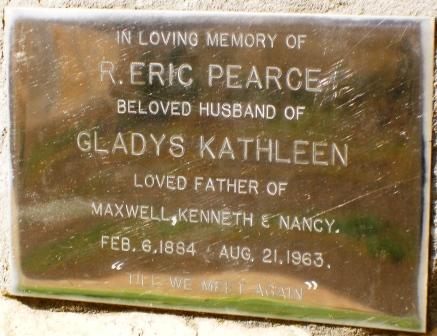 IN LOVING MEMORY OF
R. ERIC PEARCE
BELOVED HUSBAND OF
GLADYS KATHLEEN
LOVED FATHER OF
MAXWELL, KENNETH & NANCY.
FEB. 6, 1884 AUG. 21, 1963.
"TILL WE MEET AGAIN"